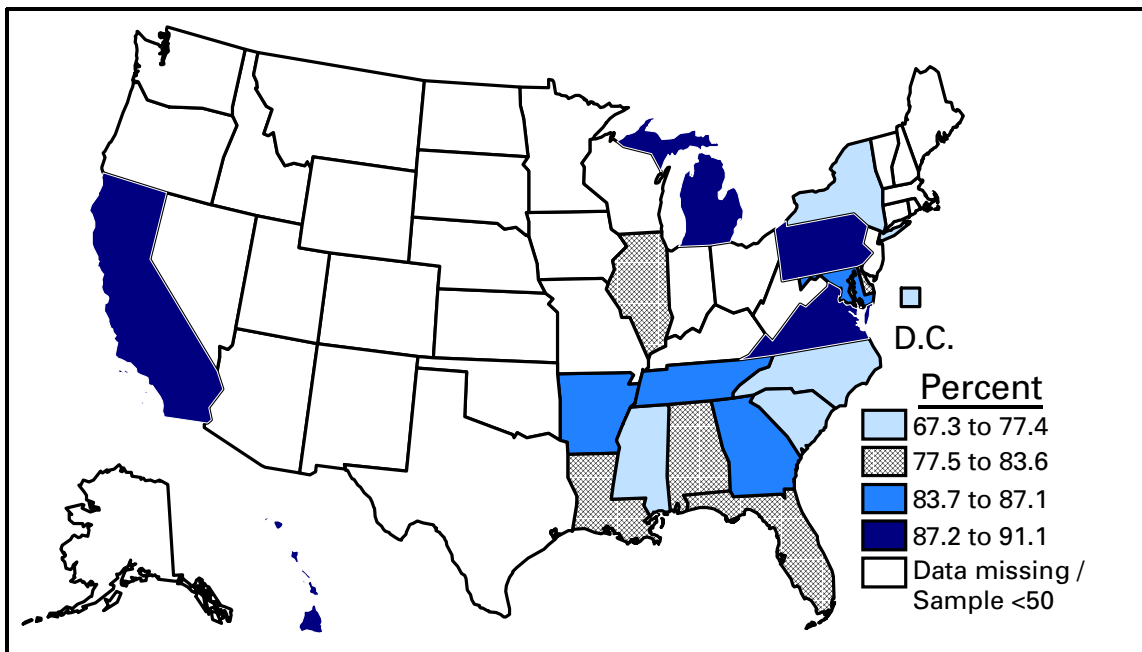 D.C.
Percent
67.3 to 77.4
77.5 to 83.6
83.7 to 87.1
87.2 to 91.1
Data missing /
Sample <50